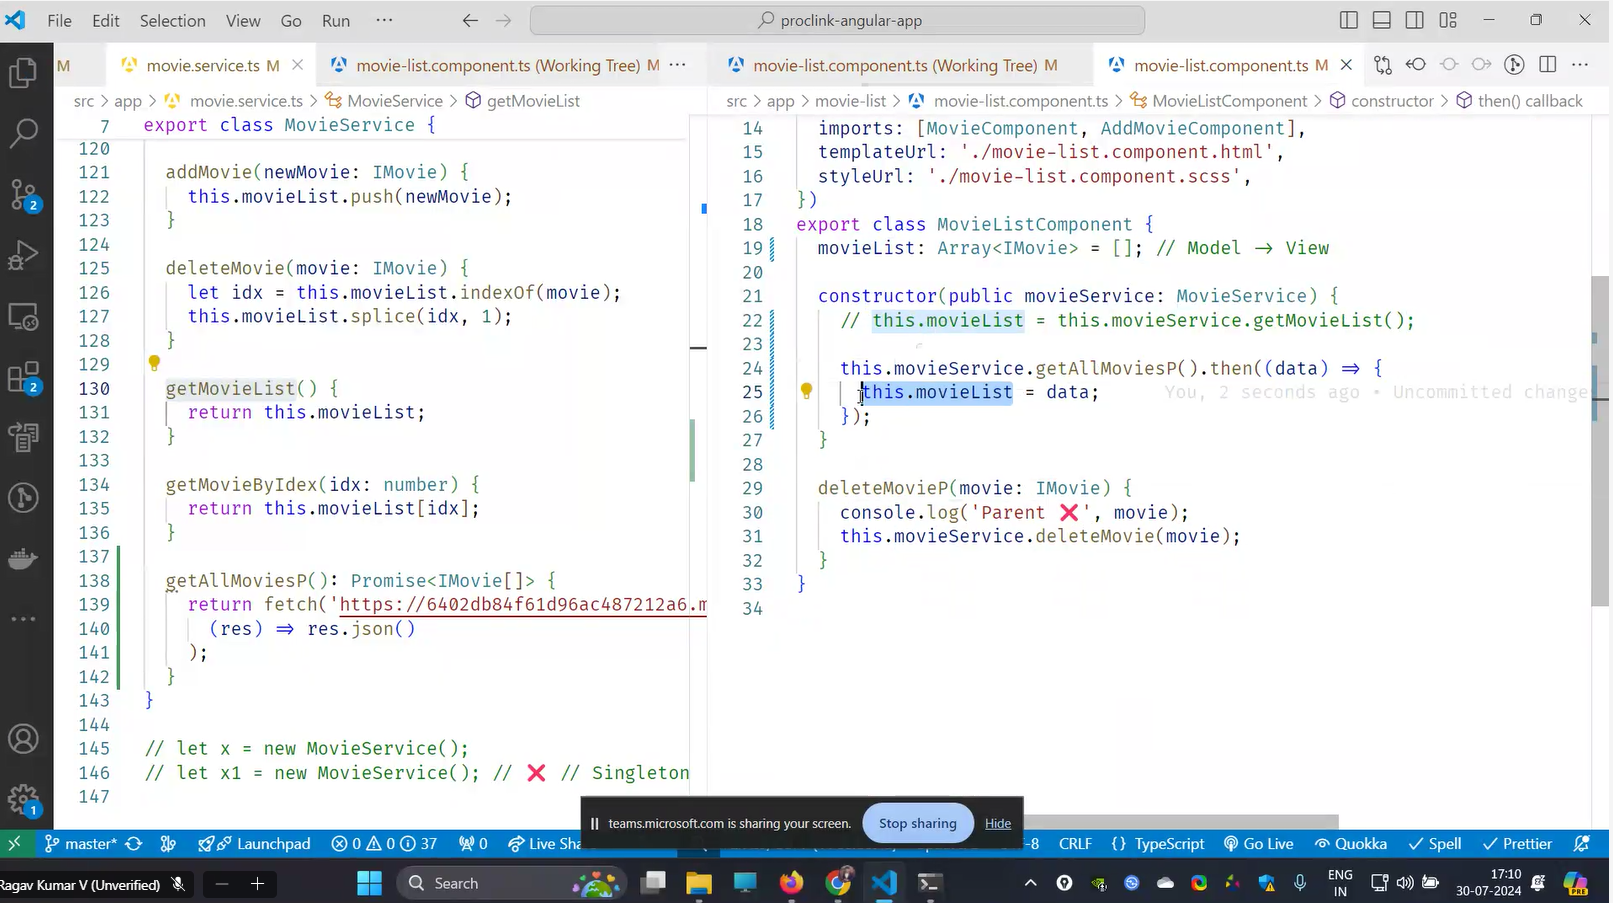 File Edit Selection View Go Run ··· proclink-angular-app
M movie.service.ts M movie-list.component.ts (Working Tree) M ···
src > app > movie.service.ts > MovieService > getMovieList
7 export class MovieService {
120
121 addMovie(newMovie: IMovie) {
122 this.movieList.push(newMovie);
123 }
124
125 deleteMovie(movie: IMovie) {
126 let idx = this.movieList.indexOf(movie);
127 this.movieList.splice(idx, 1);
128 }
129
130 getMovieList() {
131 return this.movieList;
132 }
133
134 getMovieByIdex(idx: number) {
135 return this.movieList[idx];
136 }
137
138 getAllMoviesP(): Promise<IMovie[]> {
139 return fetch('https://6402db84f61d96ac487212a6.m
140 (res) => res.json()
141 );
142 }
143 }
144
145 // let x = new MovieService();
146 // let x1 = new MovieService(); // ❌ // Singleton
147
movie-list.component.ts (Working Tree) M movie-list.component.ts M ···
src > app > movie-list > movie-list.component.ts > MovieListComponent > constructor > then() callback
14 imports: [MovieComponent, AddMovieComponent],
15 templateUrl: './movie-list.component.html',
16 styleUrl: './movie-list.component.scss',
17 })
18 export class MovieListComponent {
19 movieList: Array<IMovie> = []; // Model -> View
20
21 constructor(public movieService: MovieService) {
22 // this.movieList = this.movieService.getMovieList();
23
24 this.movieService.getAllMoviesP().then((data) => {
25 this.movieList = data; You, 2 seconds ago • Uncommitted change
26 });
27 }
28
29 deleteMovieP(movie: IMovie) {
30 console.log('Parent ❌', movie);
31 this.movieService.deleteMovie(movie);
32 }
33 }
34
2
2
1
teams.microsoft.com is sharing your screen. Stop sharing Hide
master* Launchpad 0 0 37 0 Live Sha CRLF {} TypeScript Go Live Quokka Spell Prettier
Ragav Kumar V (Unverified) Search ENG IN 17:10 30-07-2024 PRE